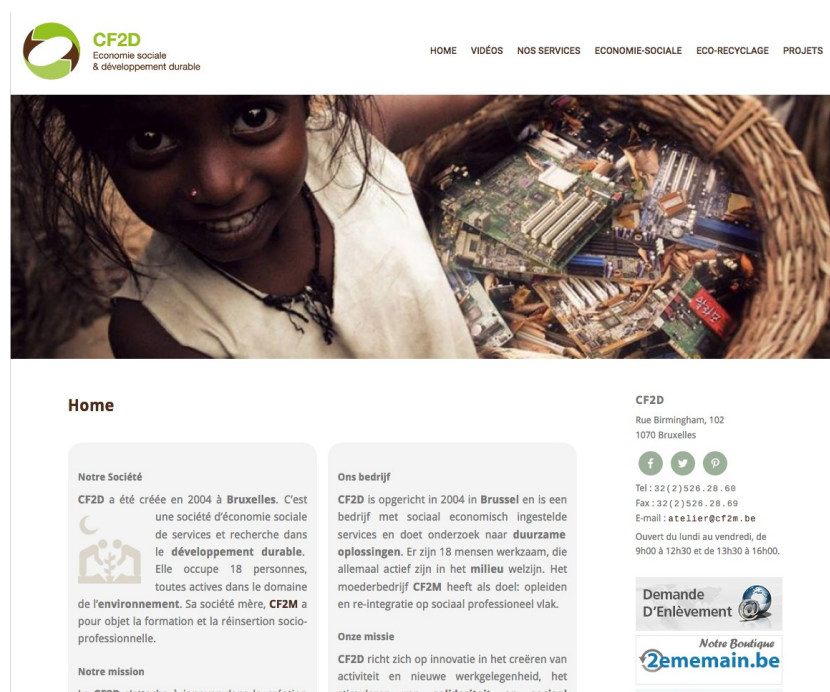 CF2D
Economie sociale
& développement durable
HOME VIDÉOS NOS SERVICES ECONOMIE-SOCIALE ECO-RECYCLAGE PROJETS
Home
Notre Société
CF2D a été créée en 2004 à Bruxelles. C'est
une société d'économie sociale
de services et recherche dans
le développement durable.
Elle occupe 18 personnes,
toutes actives dans le domaine
de l'environnement. Sa société mère, CF2M a
pour objet la formation et la réinsertion socio-
professionnelle.
Notre mission
Ons bedrijf
CF2D is opgericht in 2004 in Brussel en is een
bedrijf met sociaal economisch ingestelde
services en doet onderzoek naar duurzame
oplossingen. Er zijn 18 mensen werkzaam, die
allemaal actief zijn in het milieu welzijn. Het
moederbedrijf CF2M heeft als doel: opleiden
en re-integratie op sociaal professioneel vlak.
Onze missie
CF2D richt zich op innovatie in het creëren van
activiteit en nieuwe werkgelegenheid, het
CF2D
Rue Birmingham, 102
1070 Bruxelles
Tel : 32(2)526.28.60
Fax : 32(2)526.28.69
E-mail : atelier@cf2m.be
Ouvert du lundi au vendredi, de
9h00 à 12h30 et de 13h30 à 16h00.
Demande
D'Enlèvement
Notre Boutique
2ememain.be